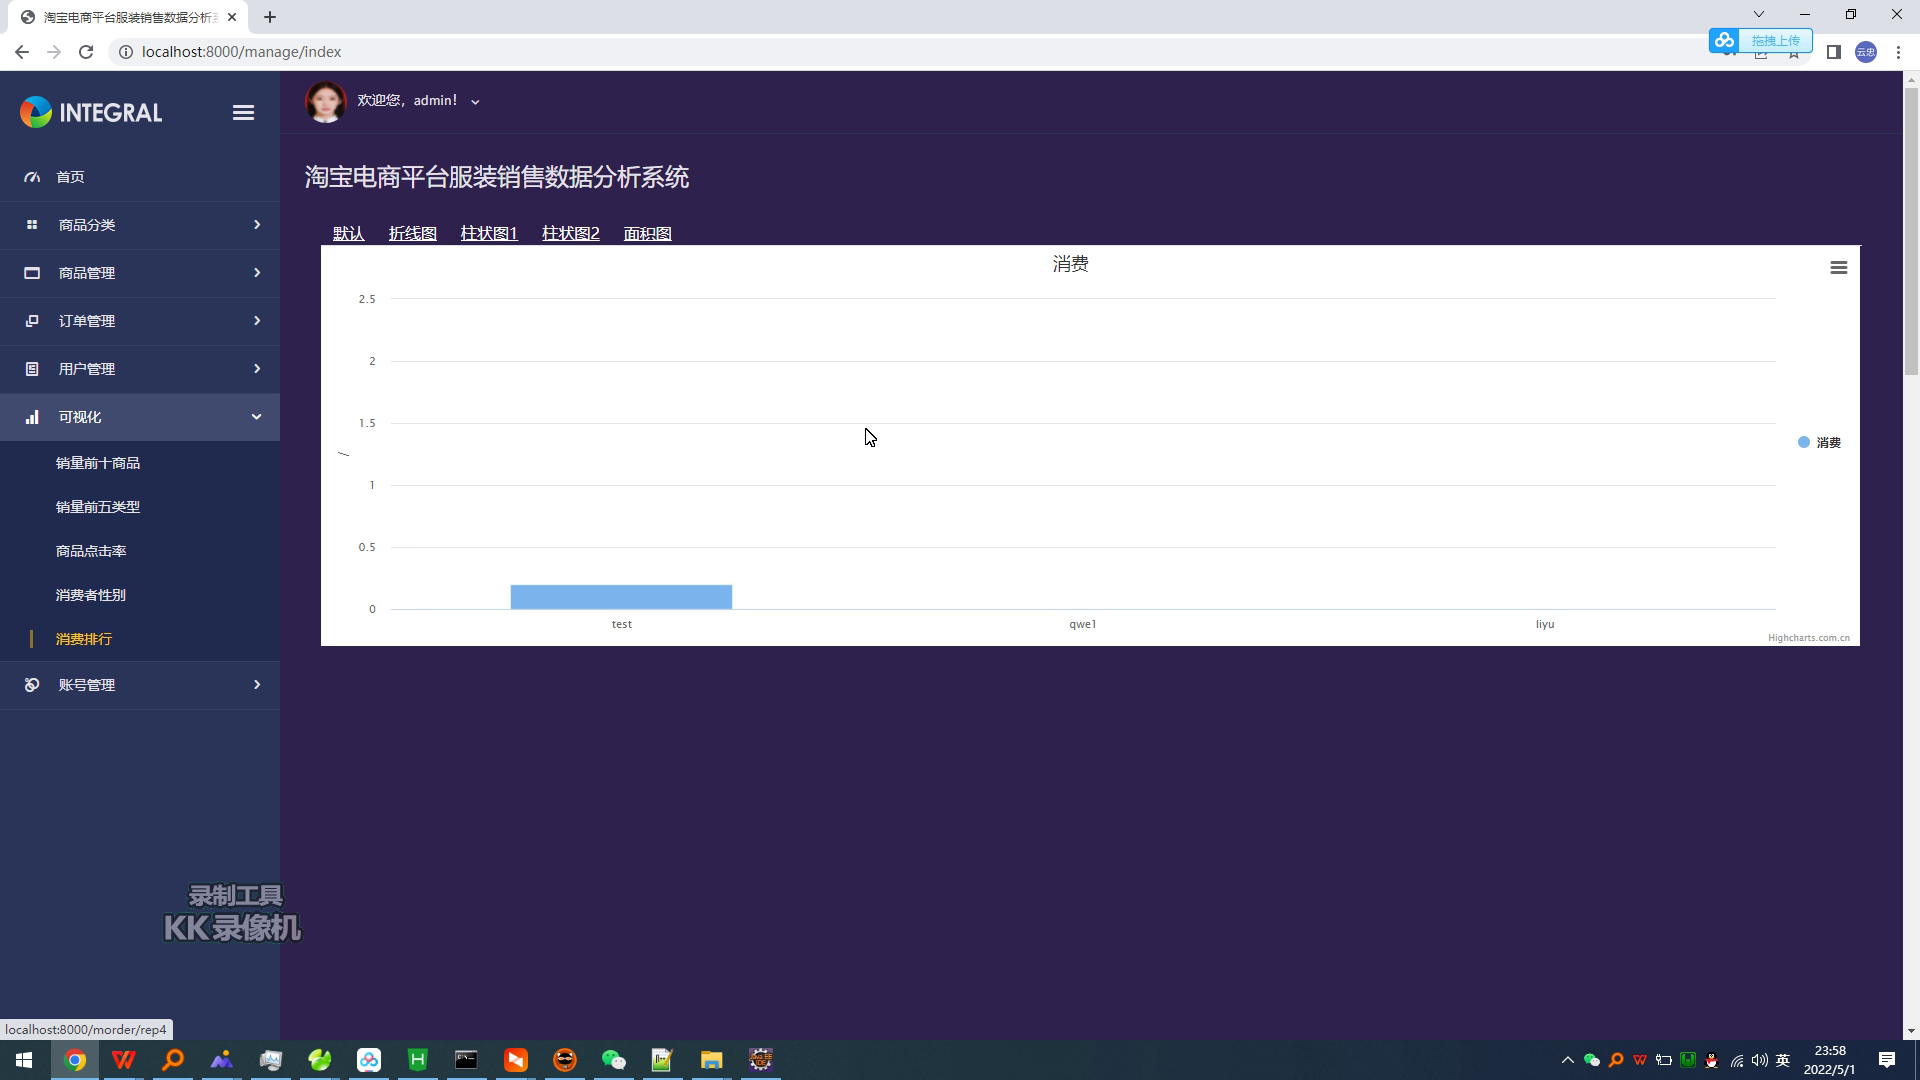 淘宝电商平台服装销售数据分析
localhost:8000/manage/index
拖拽上传
云忠
INTEGRAL
欢迎您，admin！
首页
商品分类
商品管理
订单管理
用户管理
可视化
销量前十商品
销量前五类型
商品点击率
消费者性别
消费排行
账号管理
淘宝电商平台服装销售数据分析系统
默认 折线图 柱状图1 柱状图2 面积图
消费
2.5
2
1.5
1
0.5
0
/
test qwe1 liyu
消费
Highcharts.com.cn
录制工具
KK录像机
localhost:8000/morder/rep4
英
23:58
2022/5/1